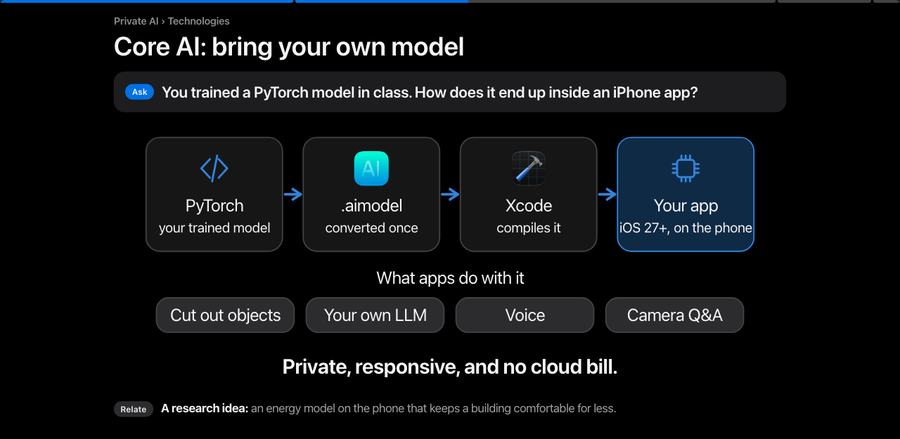 Private AI › Technologies
Core AI: bring your own model
Ask You trained a PyTorch model in class. How does it end up inside an iPhone app?
AI
PyTorch
your trained model
.aimodel
converted once
Xcode
compiles it
Your app
iOS 27+, on the phone
What apps do with it
Cut out objects
Your own LLM
Voice
Camera Q&A
Private, responsive, and no cloud bill.
Relate A research idea: an energy model on the phone that keeps a building comfortable for less.